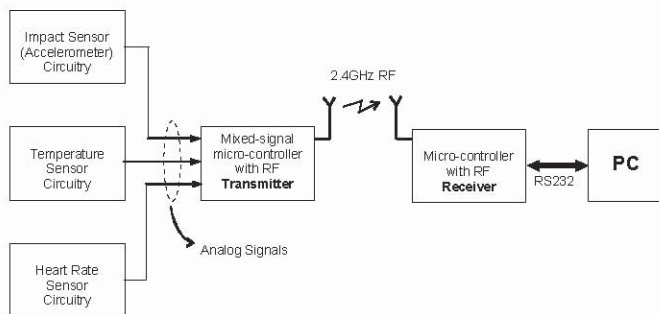 Impact Sensor
(Accelerometer)
Circuitry
2.4GHz RF
Temperature
Sensor
Circuitry
Mixed-signal
micro-controller
with RF
Transmitter
Micro-controller
with RF
Receiver
RS232
PC
Analog Signals
Heart Rate
Sensor
Circuitry